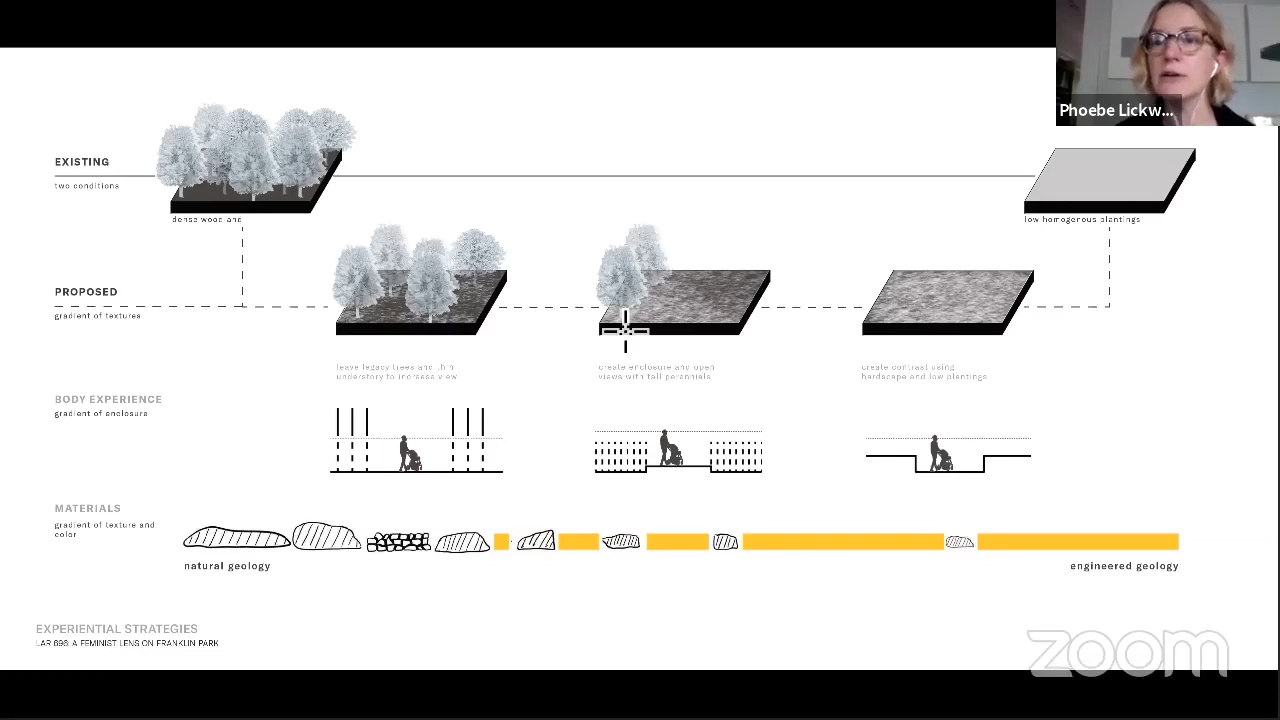 Phoebe Lickw...
EXISTING
two conditions
dense wood and
low homogenous plantings
PROPOSED
gradient of textures
leave legacy trees and thin
understory to increase view
create enclosure and open
views with tall perennials
create contrast using
hardscape and low plantings
BODY EXPERIENCE
gradient of enclosure
MATERIALS
gradient of texture and
color
natural geology
engineered geology
EXPERIENTIAL STRATEGIES
LAR 696: A FEMINIST LENS ON FRANKLIN PARK
zoom